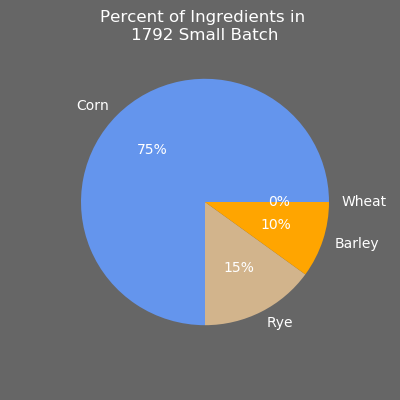 Percent of Ingredients in
1792 Small Batch
Corn
75%
0%
Wheat
10%
Barley
15%
Rye